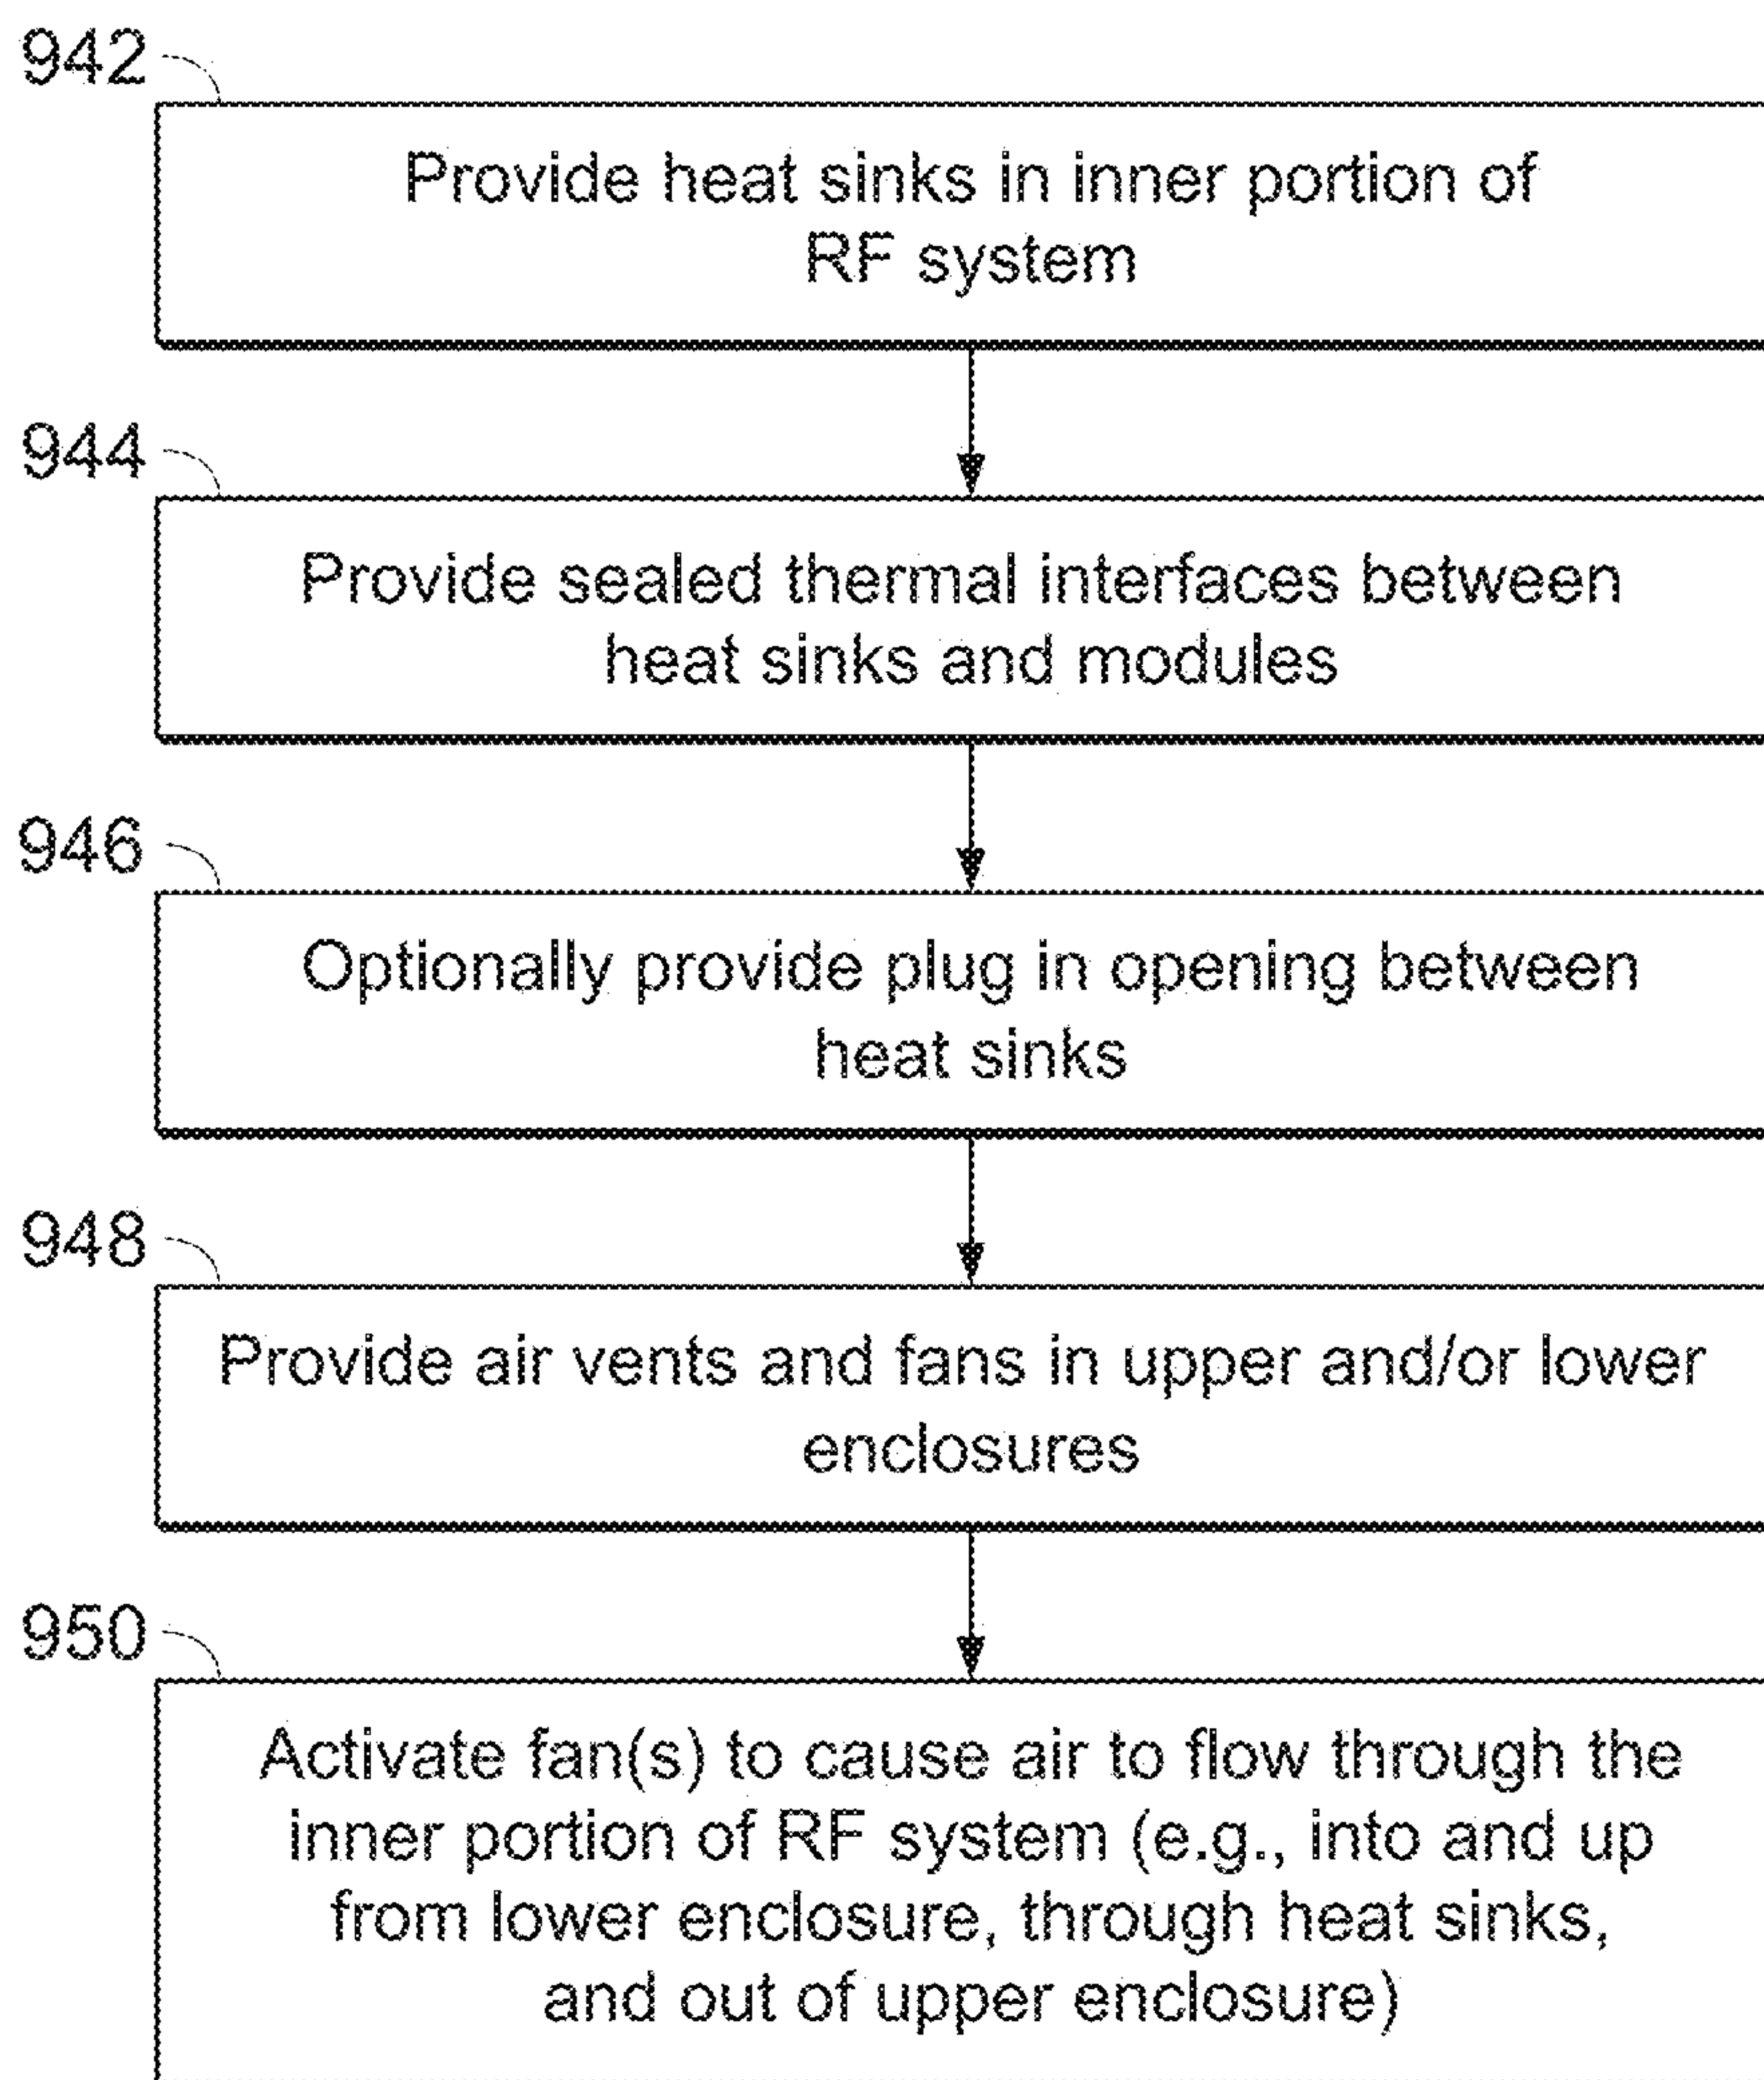 942
Provide heat sinks in inner portion of
RF system
944
Provide sealed thermal interfaces between
heat sinks and modules
946
Optionally provide plug in opening between
heat sinks
948
Provide air vents and fans in upper and/or lower
enclosures
950
Activate fan(s) to cause air to flow through the
inner portion of RF system (e.g., into and up
from lower enclosure, through heat sinks,
and out of upper enclosure)